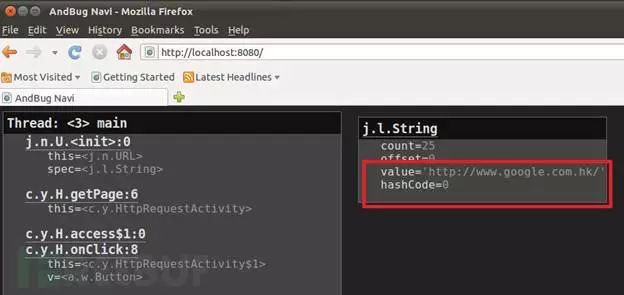 AndBug Navi - Mozilla Firefox
File Edit View History Bookmarks Tools Help
http://localhost:8080/
Most Visited Getting Started Latest Headlines
AndBug Navi
Thread: <3> main
j.n.U.<init>:0
this=<j.n.URL>
spec=<j.l.String>
c.y.H.getPage:6
this=<c.y.HttpRequestActivity>
c.y.H.access$1:0
c.y.H.onClick:8
this=<c.y.HttpRequestActivity$1>
v=<a.w.Button>
j.l.String
count=25
offset=0
value='http://www.google.com.hk/'
hashCode=0